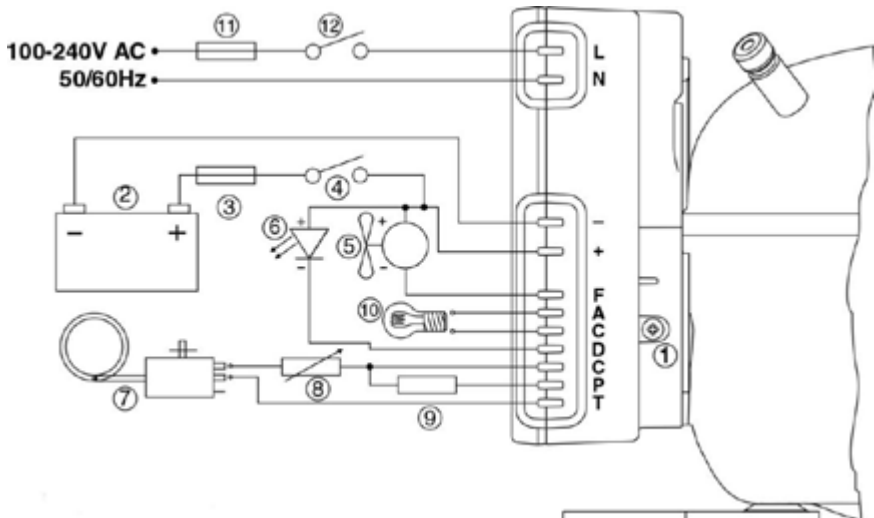 ⑪ ⑫
100-240V AC L
50/60Hz N
② ③ ④
- +
⑥ + - ⑤ + -
-
+
F
⑩ A
C
D
C
⑦ ⑧ P
⑨ T
①